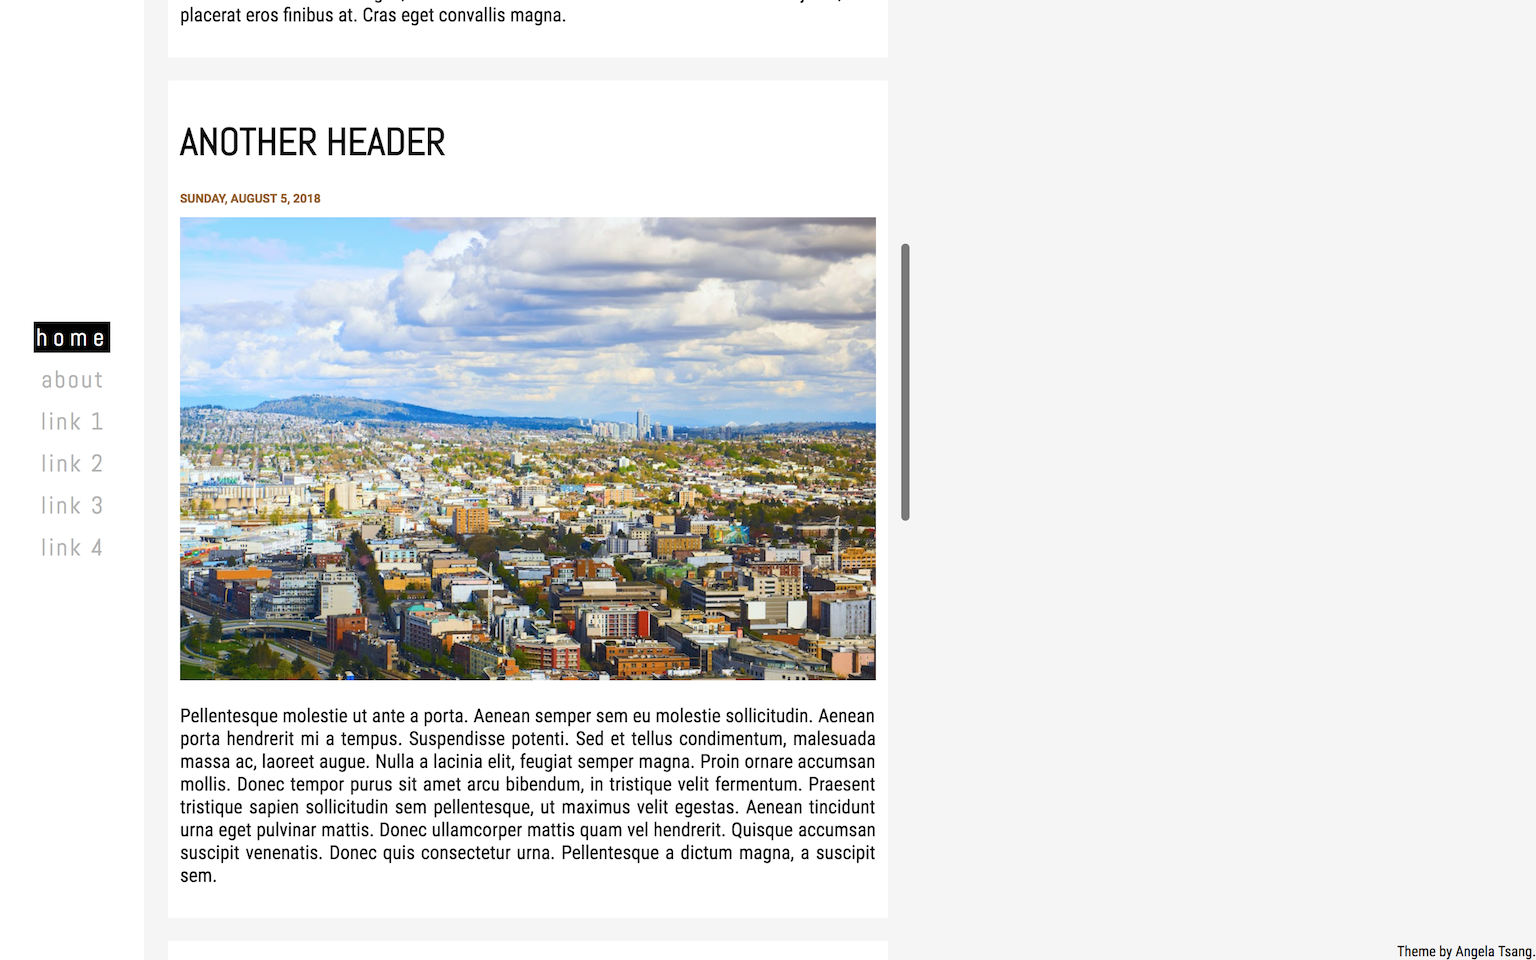 placerat eros finibus at. Cras eget convallis magna.
ANOTHER HEADER
SUNDAY, AUGUST 5, 2018
home
about
link 1
link 2
link 3
link 4
Pellentesque molestie ut ante a porta. Aenean semper sem eu molestie sollicitudin. Aenean
porta hendrerit mi a tempus. Suspendisse potenti. Sed et tellus condimentum, malesuada
massa ac, laoreet augue. Nulla a lacinia elit, feugiat semper magna. Proin ornare accumsan
mollis. Donec tempor purus sit amet arcu bibendum, in tristique velit fermentum. Praesent
tristique sapien sollicitudin sem pellentesque, ut maximus velit egestas. Aenean tincidunt
urna eget pulvinar mattis. Donec ullamcorper mattis quam vel hendrerit. Quisque accumsan
suscipit venenatis. Donec quis consectetur urna. Pellentesque a dictum magna, a suscipit
sem.
Theme by Angela Tsang.